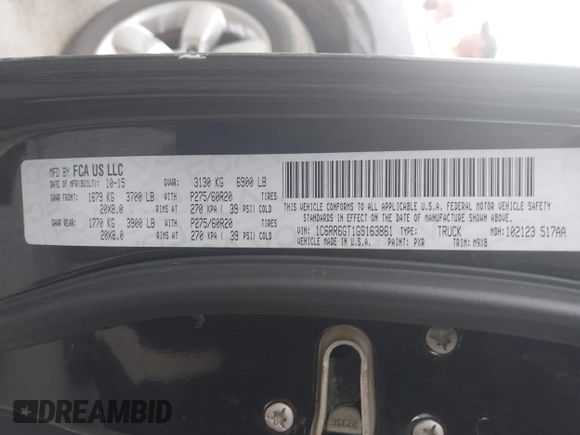 MFD BY FCA US LLC
DATE OF MFR(BUILT): 10-15 GVWR: 3130 KG 6900 LB
GAWR FRONT: 1679 KG 3700 LB WITH P275/60R20 TIRES
20X8.0 RIMS AT 270 KPA ( 39 PSI)COLD
GAWR REAR: 1770 KG 3900 LB WITH P275/60R20 TIRES
20X8.0 RIMS AT 270 KPA ( 39 PSI)COLD
THIS VEHICLE CONFORMS TO ALL APPLICABLE U.S.A. FEDERAL MOTOR VEHICLE SAFETY
STANDARDS IN EFFECT ON THE DATE OF MANUFACTURE SHOWN ABOVE.
VIN: 1C6RR6GT1GS163861 TYPE: TRUCK MDH:102123 517AA
VEHICLE MADE IN U.S.A. PAINT: PXR TRIM: M9X8
DREAMBID